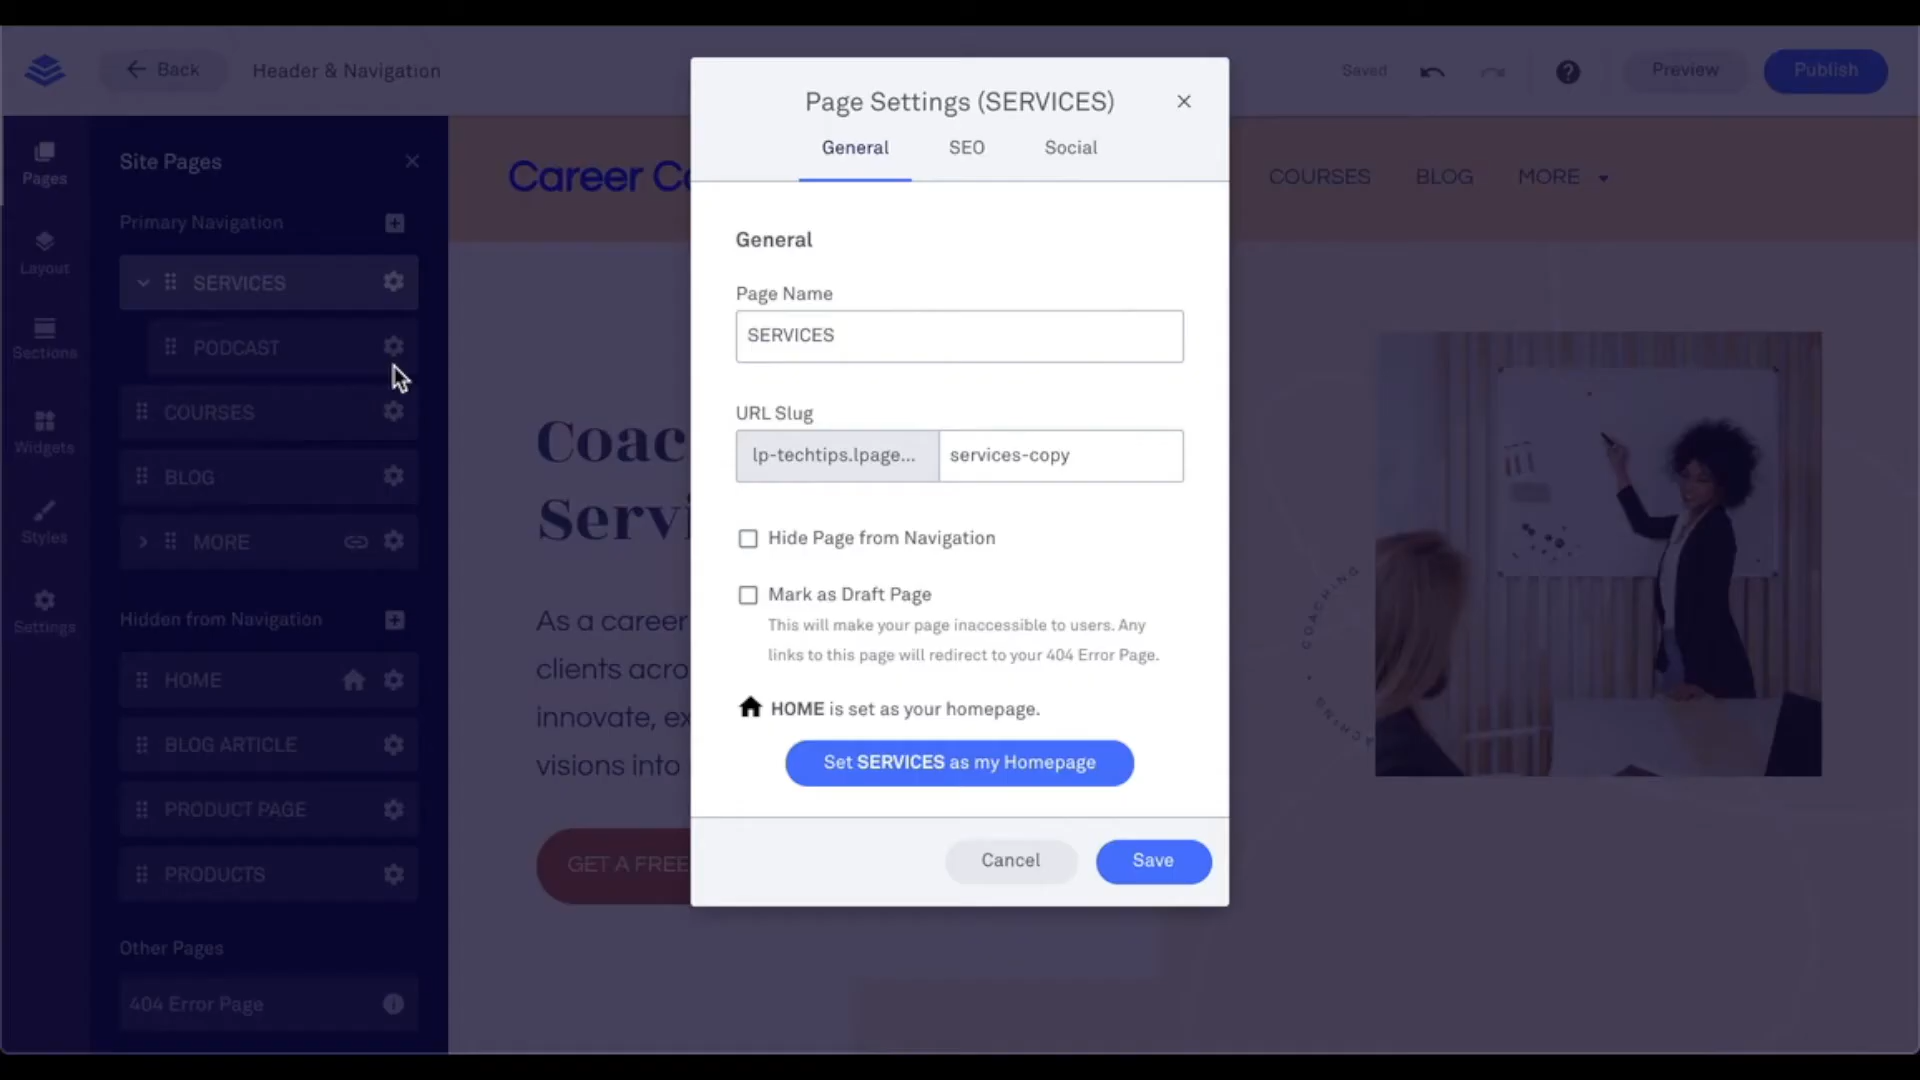 Back
Header & Navigation
Saved
Preview
Publish
Pages
Layout
Sections
Widgets
Styles
Settings
Site Pages
Primary Navigation
SERVICES
PODCAST
COURSES
BLOG
MORE
Hidden from Navigation
HOME
BLOG ARTICLE
PRODUCT PAGE
PRODUCTS
Other Pages
404 Error Page
Career
COURSES
BLOG
MORE
As a career
clients
innovate,
visions into
GET A FREE
COACHING
Page Settings (SERVICES)
General
SEO
Social
General
Page Name
SERVICES
URL Slug
lp-techtips.lpage...
services-copy
Hide Page from Navigation
Mark as Draft Page
This will make your page inaccessible to users. Any
links to this page will redirect to your 404 Error Page.
HOME is set as your homepage.
Set SERVICES as my Homepage
Cancel
Save